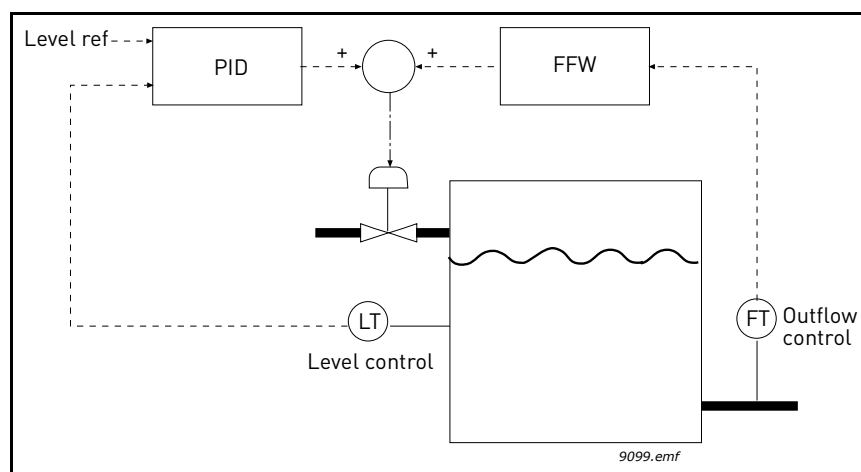 Level ref
PID
+
+
FFW
LT
Level control
FT
Outflow
control
9099.emf